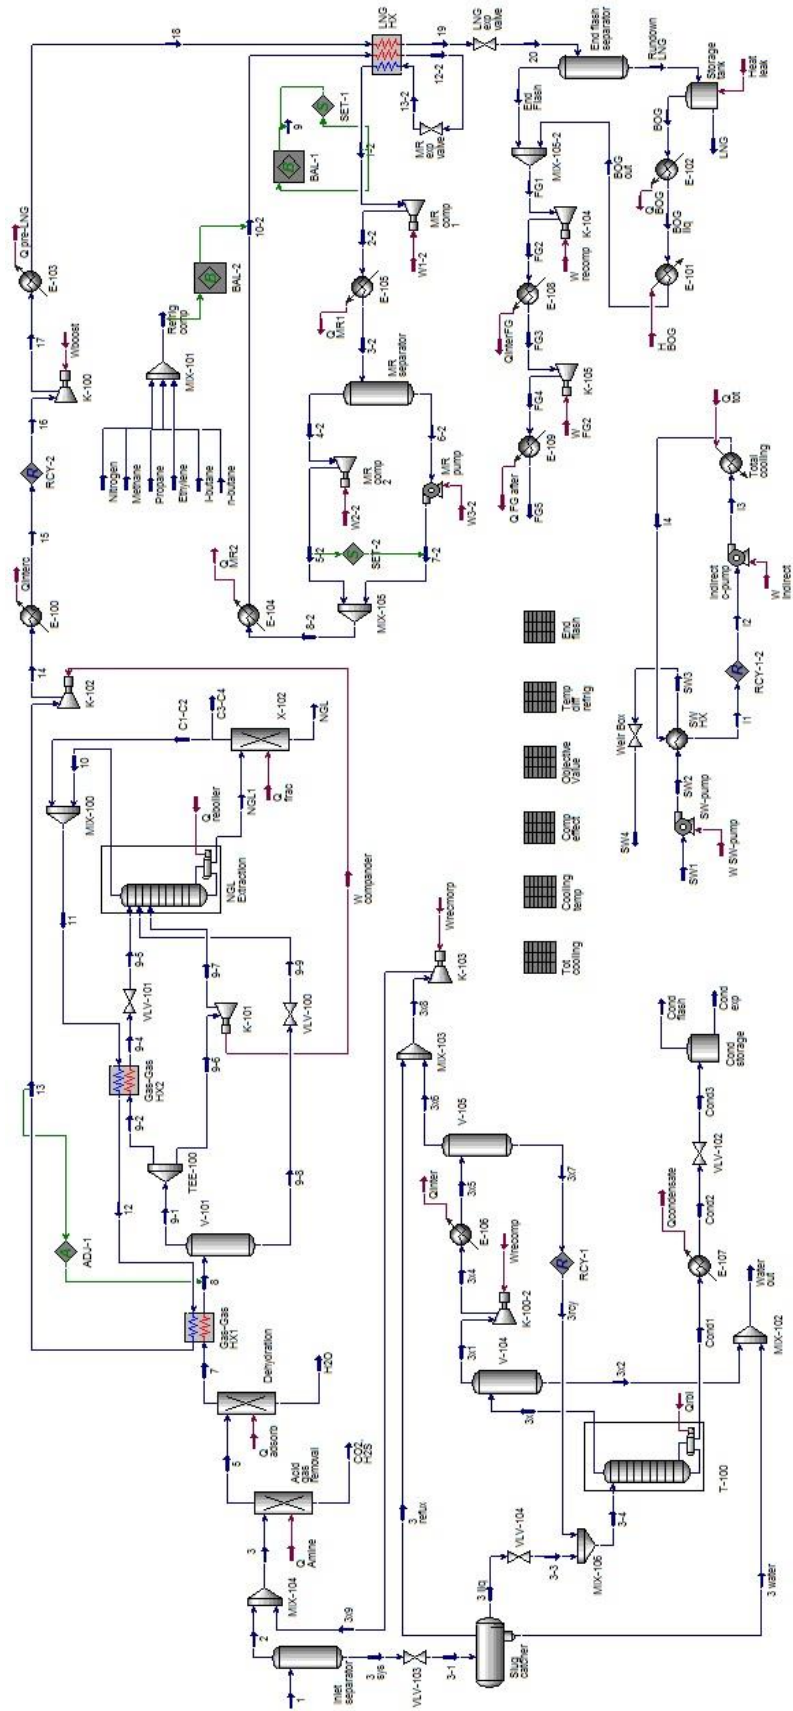 18
Q pre-LNG
E-103
17
Wboost
K-100
16
RCY-2
15
Qinterc
E-100
14
K-102
LNG
HX
19
LNG
exp
valve
12-2
13-2
MR
exp
valve
20
End flash
separator
Rundown
LNG
Storage
tank
Heat
leak
End
Flash
BOG
LNG
MIX-105-2
BOG
out
Q
BOG
E-102
BOG
liq
E-101
H
BOG
FG1
K-104
W
recomp
FG2
E-108
QinterFG
FG3
K-105
W
FG2
FG4
E-109
Q FG after
FG5
9
SET-1
BAL-1
1-2
MR
comp
1
W1-2
2-2
E-105
Q
MR1
3-2
MR
separator
4-2
6-2
MR
comp
2
W2-2
MR
pump
W3-2
5-2
SET-2
7-2
MIX-105
8-2
E-104
Q
MR2
10-2
BAL-2
Refrig
comp
MIX-101
Nitrogen
Methane
Propane
Ethylene
i-butane
n-butane
13
ADJ-1
12
11
MIX-100
10
C1-C2
C3-C4
X-102
NGL
NGL1
Q
frac
Q
reboiler
NGL
Extraction
W
compander
Gas-Gas
HX2
9-4
VLV-101
9-5
9-2
9-6
9-7
K-101
9-9
VLV-100
TEE-100
9-1
9-8
V-101
8
Gas-Gas
HX1
7
Dehydration
H2O
Q
adsorb
5
Acid
gas
removal
CO2,
H2S
Q
Amine
3
MIX-104
2
1
Inlet
separator
3x9
3
sys
VLV-103
3-1
Slug
catcher
3
reflux
3 liq
VLV-104
3-3
MIX-106
3-4
3 water
T-100
Qrbl
3x
V-104
3x1
3x2
K-100-2
Wrecomp
3x4
E-106
Qinter
3x5
V-105
3x6
3x7
RCY-1
3rcy
MIX-103
3x8
K-103
Wrecmorp
Cond1
E-107
Qcondensate
Cond2
VLV-102
Cond3
Cond
storage
Cond
flash
Cond
exp
MIX-102
Water
out
End
flash
Temp
diff
refrig
Objective
Value
Comp
effect
Cooling
temp
Tot
cooling
SW1
W SW-pump
SW-pump
SW2
SW
HX
SW3
Weir Box
SW4
I1
RCY-1-2
I2
Indirect
c-pump
W
Indirect
I3
Total
cooling
Q
tot
I4